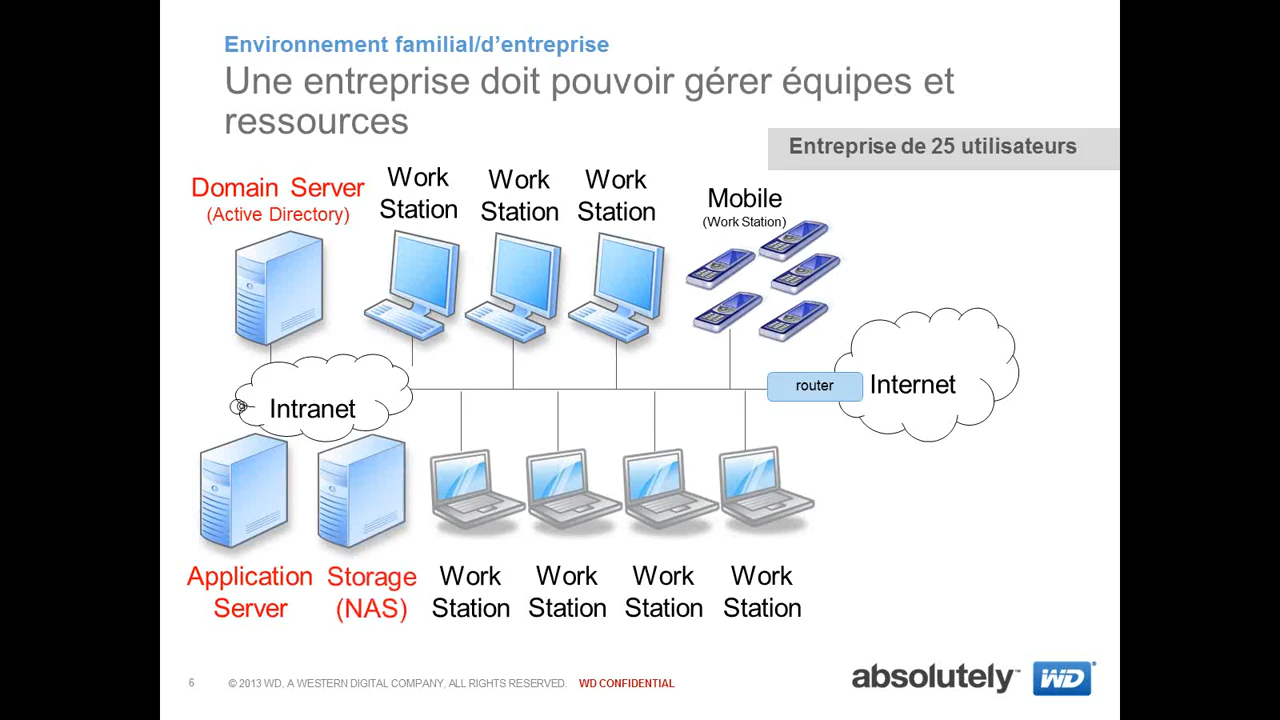 Environnement familial/d’entreprise
Une entreprise doit pouvoir gérer équipes et
ressources
Entreprise de 25 utilisateurs
Domain Server
(Active Directory)
Work
Station
Work
Station
Work
Station
Mobile
(Work Station)
Intranet
router
Internet
Application
Server
Storage
(NAS)
Work
Station
Work
Station
Work
Station
Work
Station
6
© 2013 WD, A WESTERN DIGITAL COMPANY, ALL RIGHTS RESERVED. WD CONFIDENTIAL
absolutely™ WD®